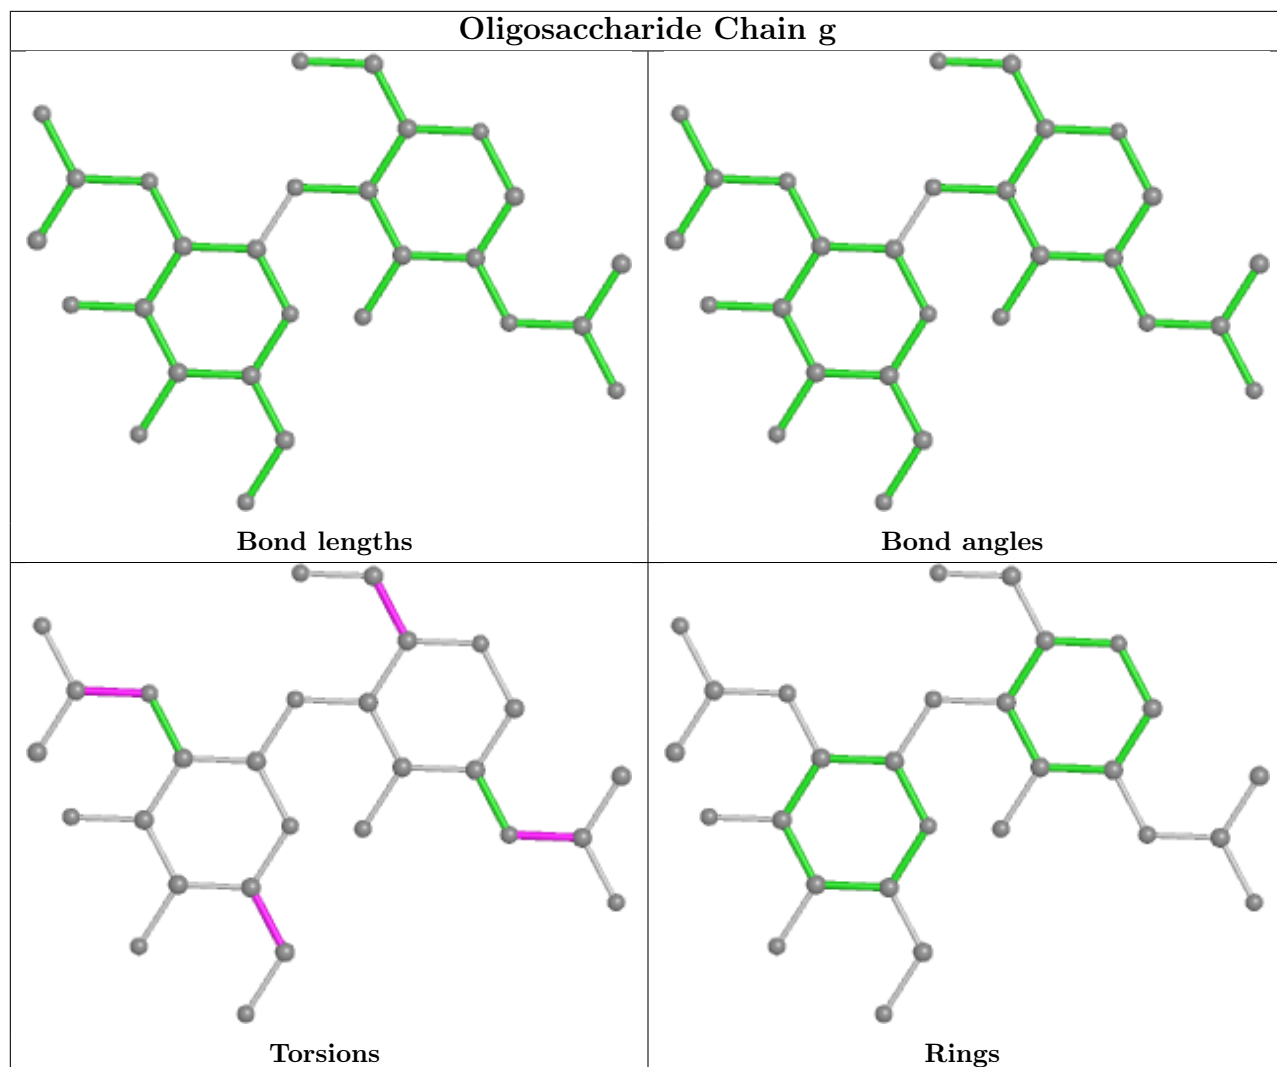 Oligosaccharide Chain g
Bond lengths
Bond angles
Torsions
Rings